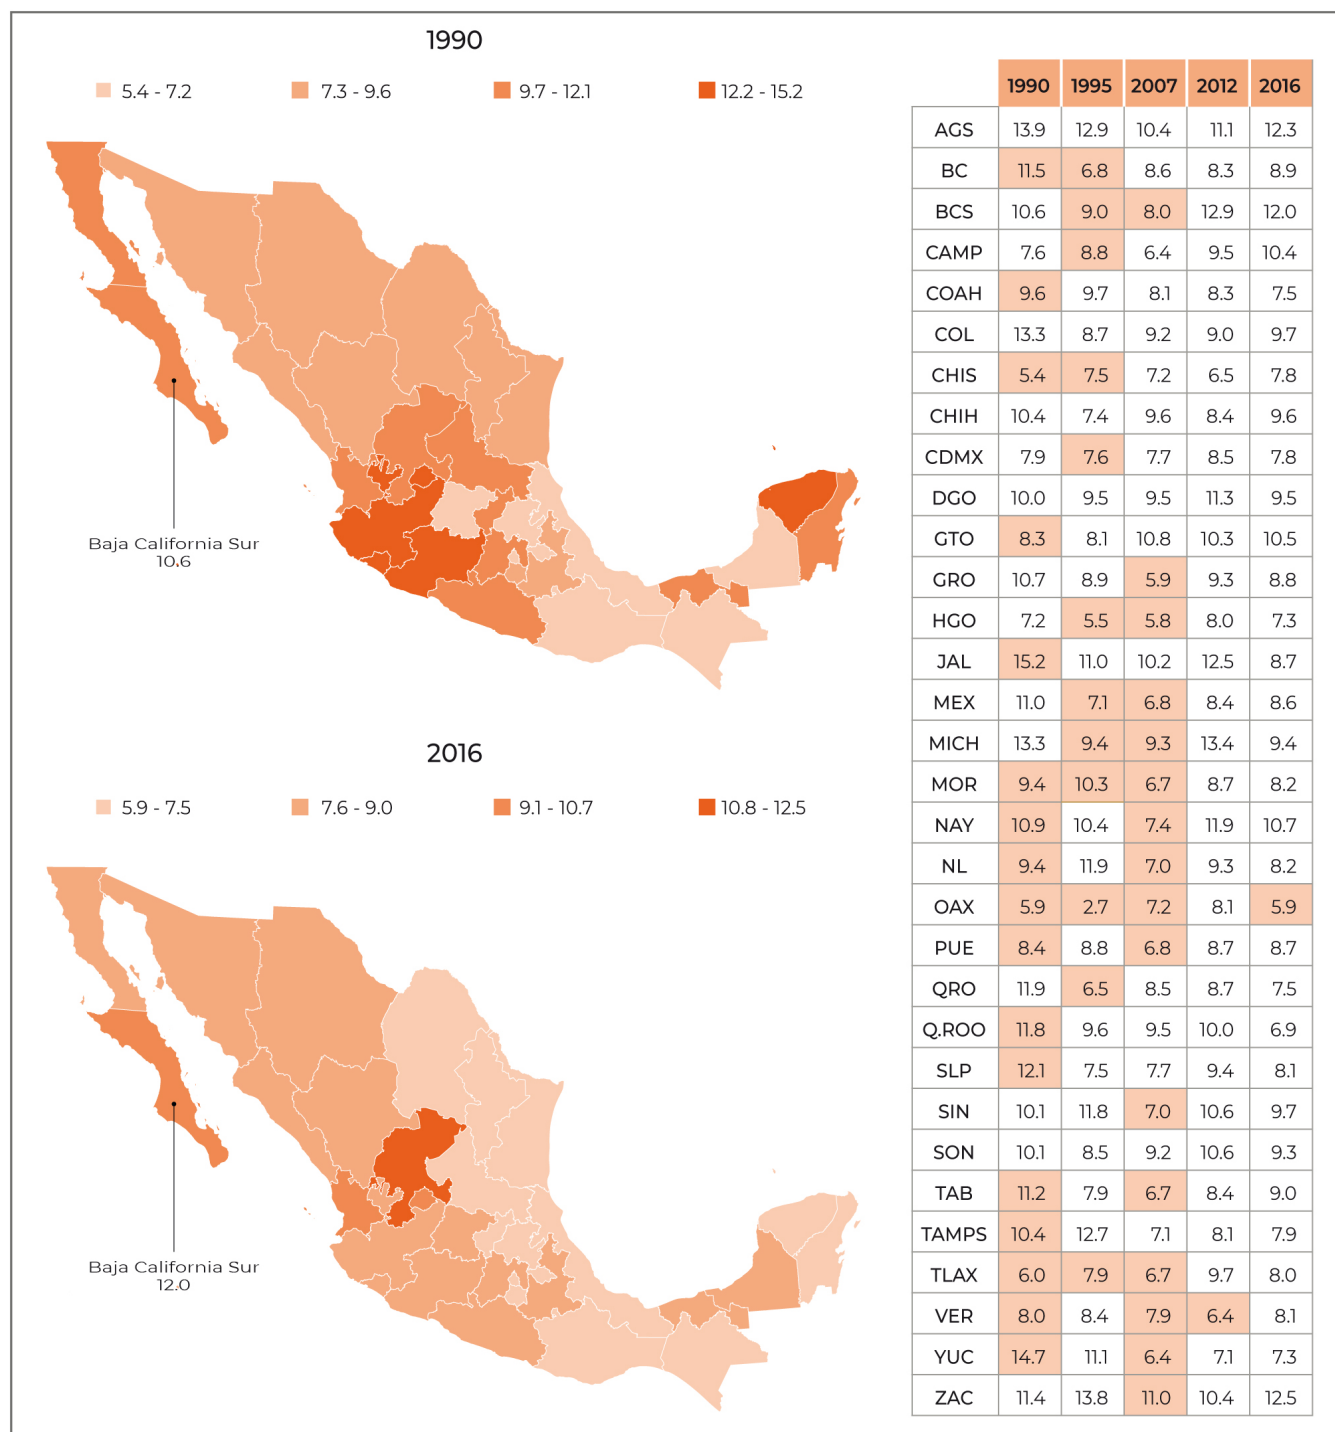 1990
5.4 - 7.2 7.3 - 9.6 9.7 - 12.1 12.2 - 15.2
Baja California Sur
10.6
2016
5.9 - 7.5 7.6 - 9.0 9.1 - 10.7 10.8 - 12.5
Baja California Sur
12.0
1990 1995 2007 2012 2016
AGS 13.9 12.9 10.4 11.1 12.3
BC 11.5 6.8 8.6 8.3 8.9
BCS 10.6 9.0 8.0 12.9 12.0
CAMP 7.6 8.8 6.4 9.5 10.4
COAH 9.6 9.7 8.1 8.3 7.5
COL 13.3 8.7 9.2 9.0 9.7
CHIS 5.4 7.5 7.2 6.5 7.8
CHIH 10.4 7.4 9.6 8.4 9.6
CDMX 7.9 7.6 7.7 8.5 7.8
DGO 10.0 9.5 9.5 11.3 9.5
GTO 8.3 8.1 10.8 10.3 10.5
GRO 10.7 8.9 5.9 9.3 8.8
HGO 7.2 5.5 5.8 8.0 7.3
JAL 15.2 11.0 10.2 12.5 8.7
MEX 11.0 7.1 6.8 8.4 8.6
MICH 13.3 9.4 9.3 13.4 9.4
MOR 9.4 10.3 6.7 8.7 8.2
NAY 10.9 10.4 7.4 11.9 10.7
NL 9.4 11.9 7.0 9.3 8.2
OAX 5.9 2.7 7.2 8.1 5.9
PUE 8.4 8.8 6.8 8.7 8.7
QRO 11.9 6.5 8.5 8.7 7.5
Q.ROO 11.8 9.6 9.5 10.0 6.9
SLP 12.1 7.5 7.7 9.4 8.1
SIN 10.1 11.8 7.0 10.6 9.7
SON 10.1 8.5 9.2 10.6 9.3
TAB 11.2 7.9 6.7 8.4 9.0
TAMPS 10.4 12.7 7.1 8.1 7.9
TLAX 6.0 7.9 6.7 9.7 8.0
VER 8.0 8.4 7.9 6.4 8.1
YUC 14.7 11.1 6.4 7.1 7.3
ZAC 11.4 13.8 11.0 10.4 12.5